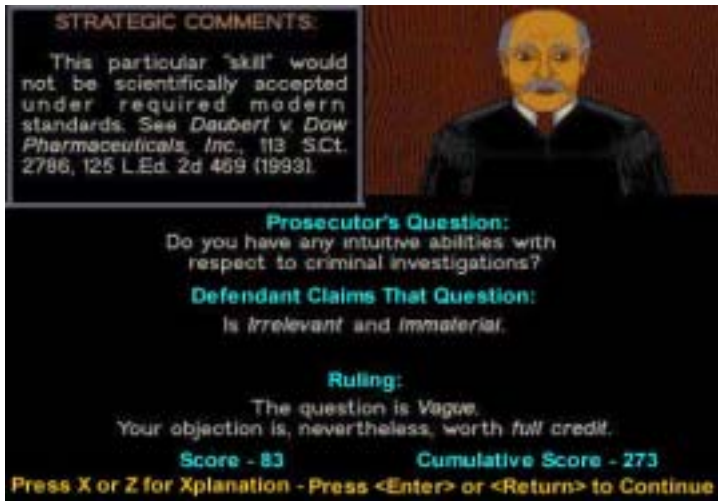 STRATEGIC COMMENTS:
This particular "skill" would
not be scientifically accepted
under required modern
standards. See Daubert v. Dow
Pharmaceuticals, Inc., 113 S.Ct.
2786, 125 L.Ed. 2d 469 (1993).
Prosecutor's Question:
Do you have any intuitive abilities with
respect to criminal investigations?
Defendant Claims That Question:
Is Irrelevant and Immaterial.
Ruling:
The question is Vague.
Your objection is, nevertheless, worth full credit.
Score - 83 Cumulative Score - 273
Press X or Z for Xplanation - Press <Enter> or <Return> to Continue